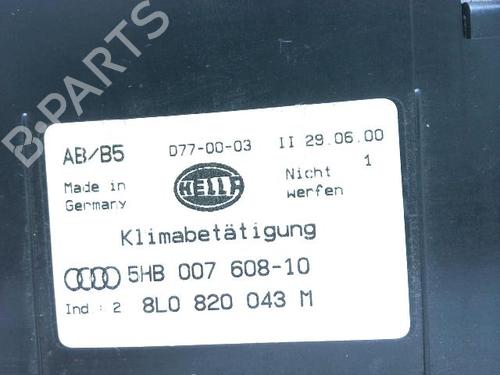 B-PARTS
AB/B5 D77-00-03 II 29.06.00
Made in Germany HELLA Nicht werfen 1
Klimabetätigung
5HB 007 608-10
Ind : 2 8L0 820 043 M